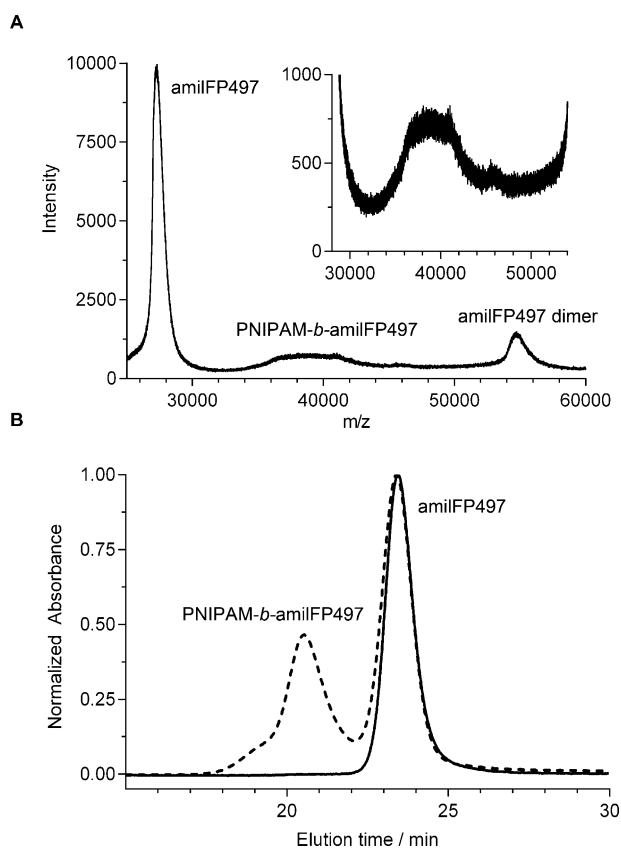 A
10000
7500
5000
2500
0
Intensity
amilFP497
PNIPAM-b-amilFP497
amilFP497 dimer
30000 40000 50000 60000
m/z
1000
500
0
30000 40000 50000
B
1.00
0.75
0.50
0.25
0.00
Normalized Absorbance
amilFP497
PNIPAM-b-amilFP497
20 25 30
Elution time / min